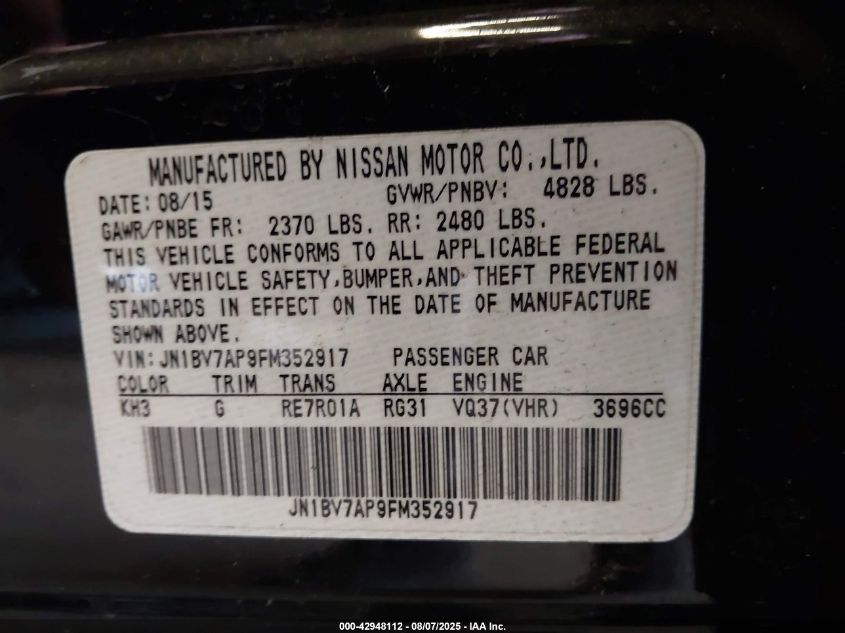 MANUFACTURED BY NISSAN MOTOR CO.,LTD.
DATE: 08/15 GVWR/PNBV: 4828 LBS.
GAWR/PNBE FR: 2370 LBS. RR: 2480 LBS.
THIS VEHICLE CONFORMS TO ALL APPLICABLE FEDERAL
MOTOR VEHICLE SAFETY,BUMPER,AND THEFT PREVENTION
STANDARDS IN EFFECT ON THE DATE OF MANUFACTURE
SHOWN ABOVE.
VIN:JN1BV7AP9FM352917 PASSENGER CAR
COLOR TRIM TRANS AXLE ENGINE
KH3 G RE7R01A RG31 VQ37(VHR) 3696CC
JN1BV7AP9FM352917
000-42948112 - 08/07/2025 - IAA Inc.